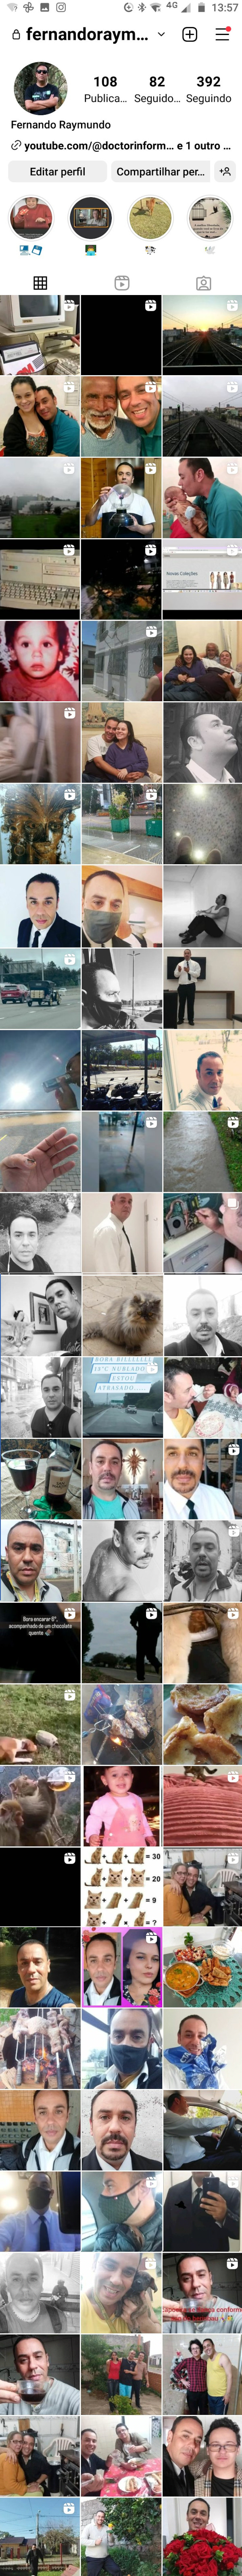 4G 13:57
fernandoraym...
108 82 392
Publica... Seguido... Seguindo
Fernando Raymundo
youtube.com/@doctorinform... e 1 outro ...
Editar perfil Compartilhar per...
Novas Coleções
BORA BILLLLLLL
15°C NUBLADO
ESTOU
ATRASADO....
Bora encarar 6°,
acompanhado de um chocolate
quente
+ + = 30
+ + = 20
+ + = 9
+ + = ?